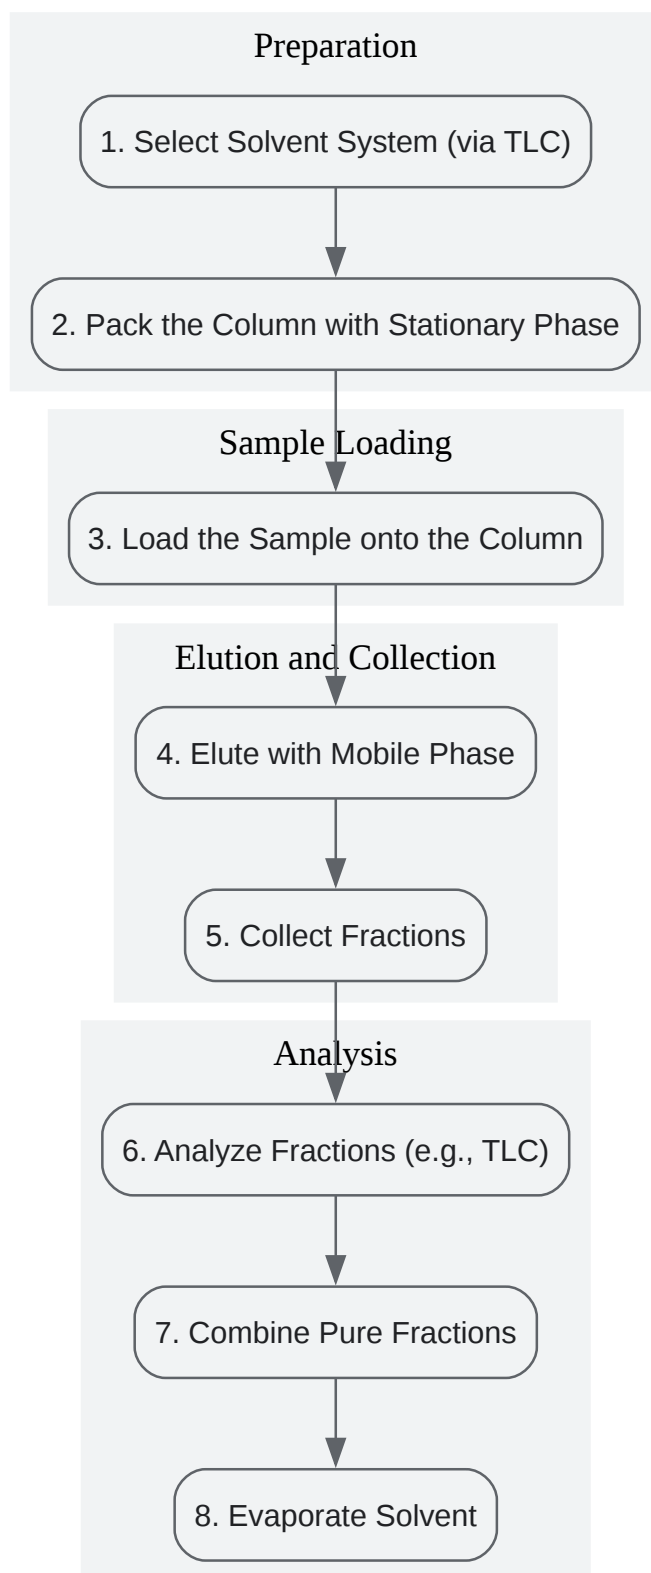 Preparation
1. Select Solvent System (via TLC)
2. Pack the Column with Stationary Phase
Sample Loading
3. Load the Sample onto the Column
Elution and Collection
4. Elute with Mobile Phase
5. Collect Fractions
Analysis
6. Analyze Fractions (e.g., TLC)
7. Combine Pure Fractions
8. Evaporate Solvent